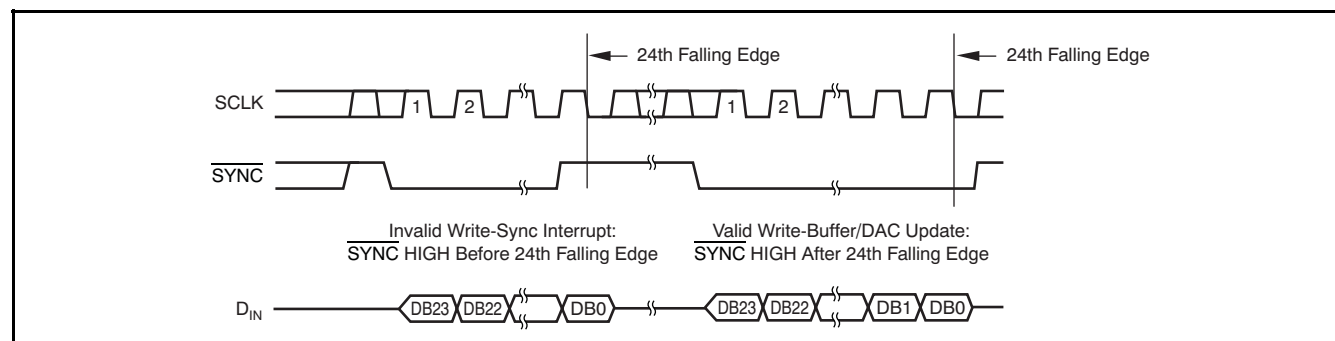 24th Falling Edge
24th Falling Edge
SCLK
1
2
1
2
SYNC
Invalid Write-Sync Interrupt:
SYNC HIGH Before 24th Falling Edge
Valid Write-Buffer/DAC Update:
SYNC HIGH After 24th Falling Edge
DIN
DB23
DB22
DB0
DB23
DB22
DB1
DB0